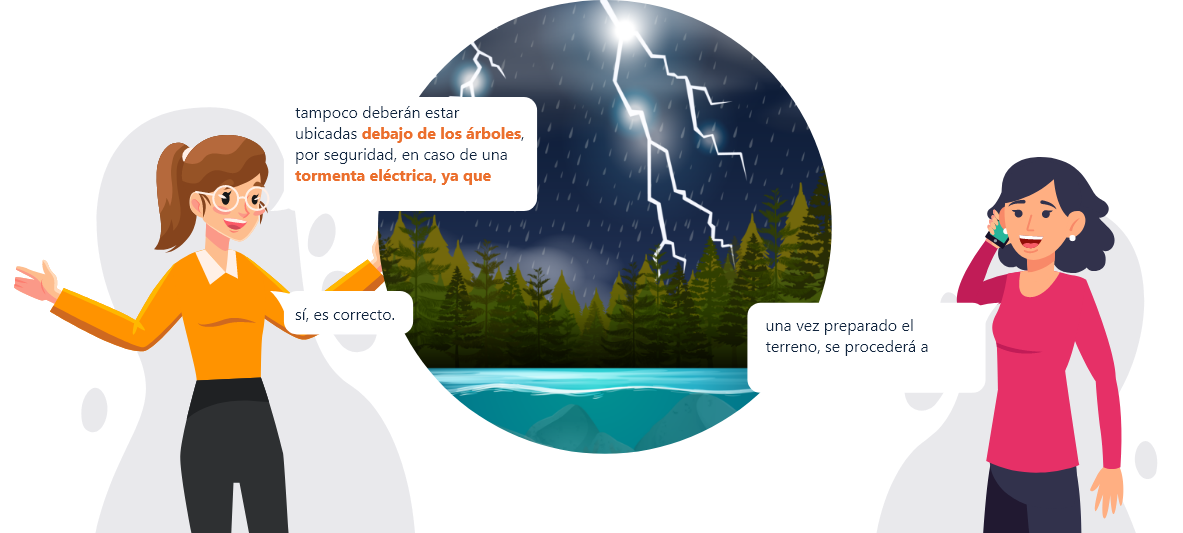 tampoco deberán estar
ubicadas debajo de los árboles,
por seguridad, en caso de una
tormenta eléctrica, ya que
sí, es correcto.
una vez preparado el
terreno, se procederá a